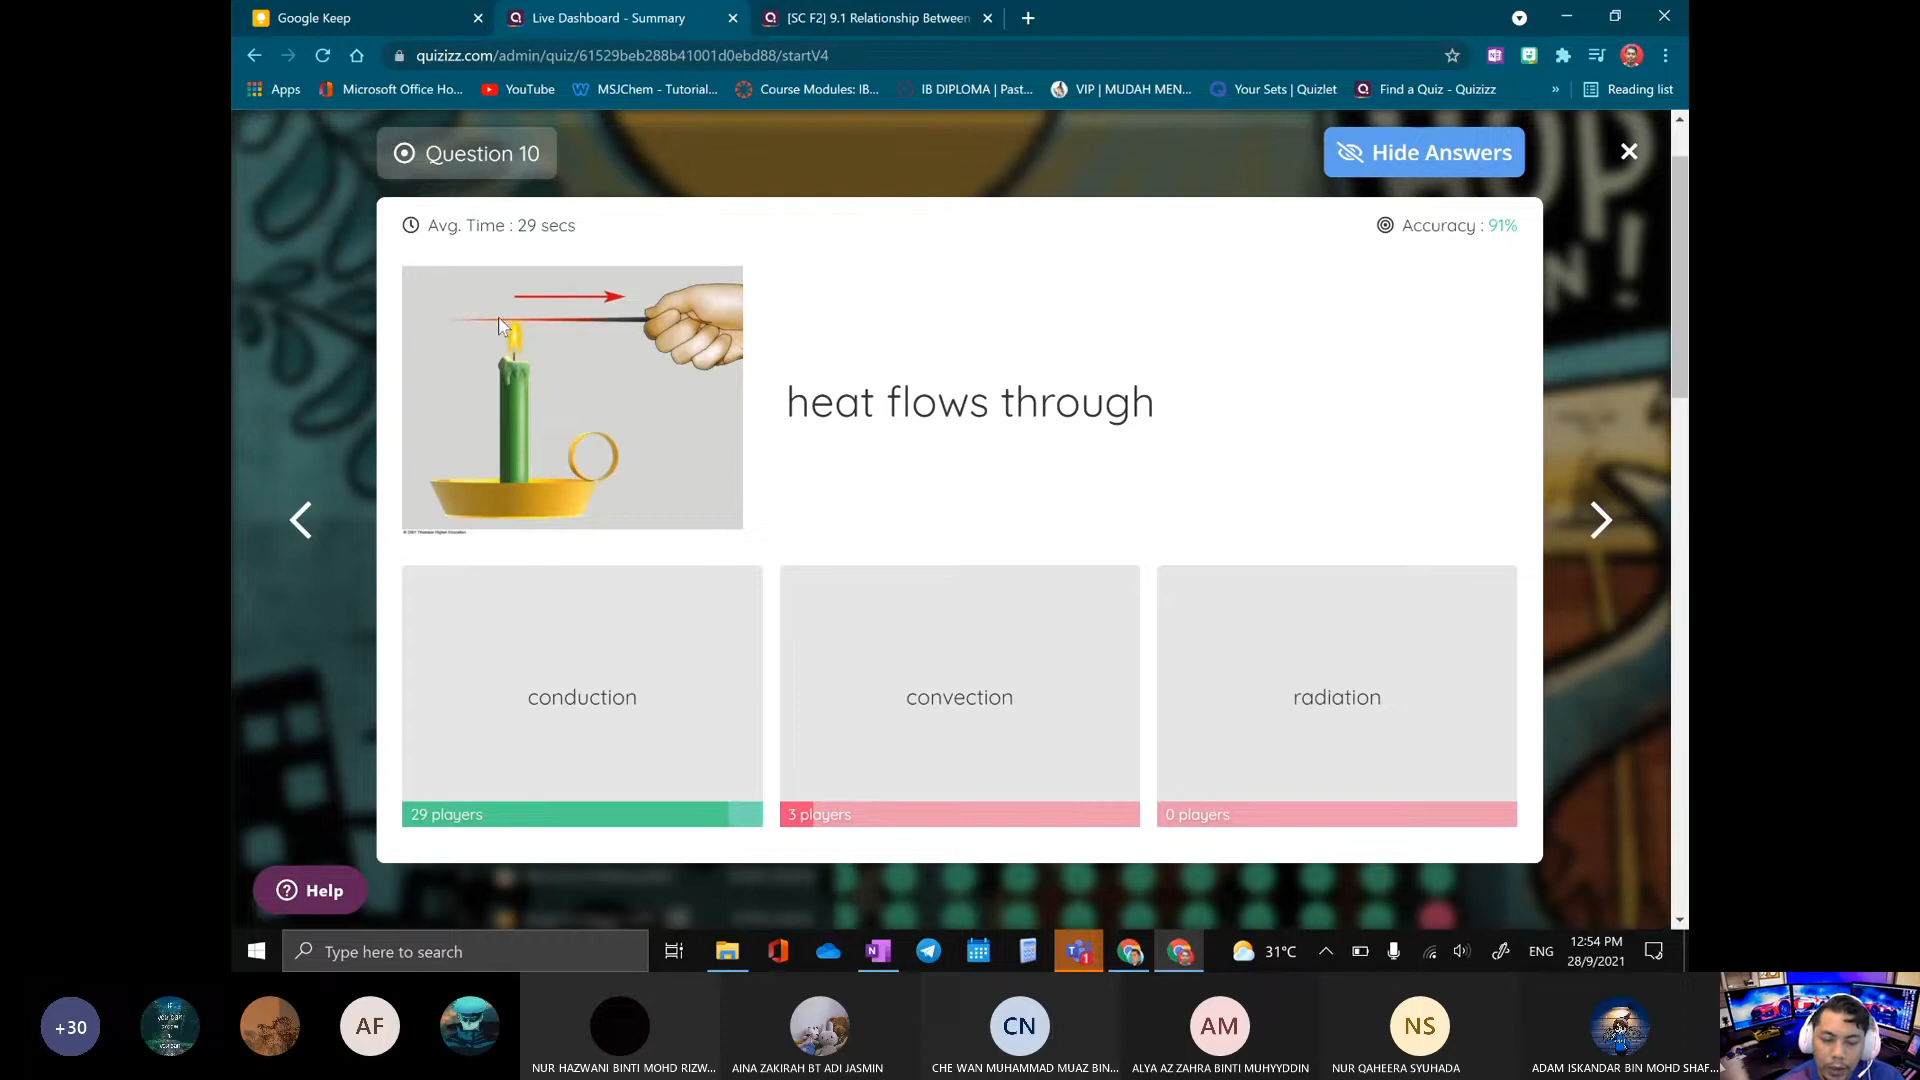 Google Keep
Live Dashboard - Summary
[SC F2] 9.1 Relationship Between
quizizz.com/admin/quiz/61529beb288b41001d0ebd88/startV4
Apps
Microsoft Office Ho...
YouTube
MSJChem - Tutorial...
Course Modules: IB...
IB DIPLOMA | Past...
VIP | MUDAH MEN...
Your Sets | Quizlet
Find a Quiz - Quizizz
»
Reading list
Question 10
Hide Answers
Avg. Time : 29 secs
Accuracy : 91%
heat flows through
conduction
convection
radiation
29 players
3 players
0 players
Help
Type here to search
31°C
ENG
12:54 PM
28/9/2021
+30
AF
CN
AM
NS
NUR HAZWANI BINTI MOHD RIZW...
AINA ZAKIRAH BT ADI JASMIN
CHE WAN MUHAMMAD MUAZ BIN...
ALYA AZ ZAHRA BINTI MUHYYDDIN
NUR QAHEERA SYUHADA
ADAM ISKANDAR BIN MOHD SHAF...